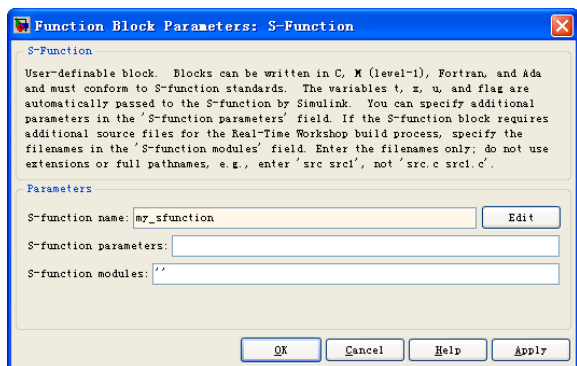 Function Block Parameters: S-Function
S-Function
User-definable block. Blocks can be written in C, M (level-1), Fortran, and Ada
and must conform to S-function standards. The variables t, x, u, and flag are
automatically passed to the S-function by Simulink. You can specify additional
parameters in the 'S-function parameters' field. If the S-function block requires
additional source files for the Real-Time Workshop build process, specify the
filenames in the 'S-function modules' field. Enter the filenames only; do not use
extensions or full pathnames, e.g., enter 'src src1', not 'src.c src1.c'.
Parameters
S-function name: my_sfunction Edit
S-function parameters:
S-function modules: ''
OK Cancel Help Apply